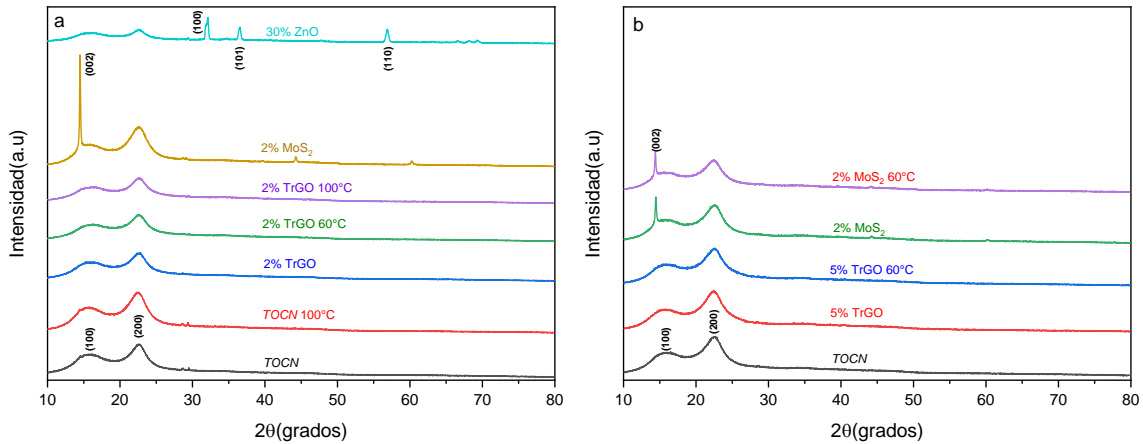 a
30% ZnO
(100)
(101)
(110)
(002)
2% MoS₂
2% TrGO 100°C
2% TrGO 60°C
2% TrGO
TOCN 100°C
(100)
(200)
TOCN
Intensidad(a.u)
10 20 30 40 50 60 70 80
2θ(grados)
b
(002)
2% MoS₂ 60°C
2% MoS₂
5% TrGO 60°C
5% TrGO
(100)
(200)
TOCN
Intensidad(a.u)
10 20 30 40 50 60 70 80
2θ(grados)